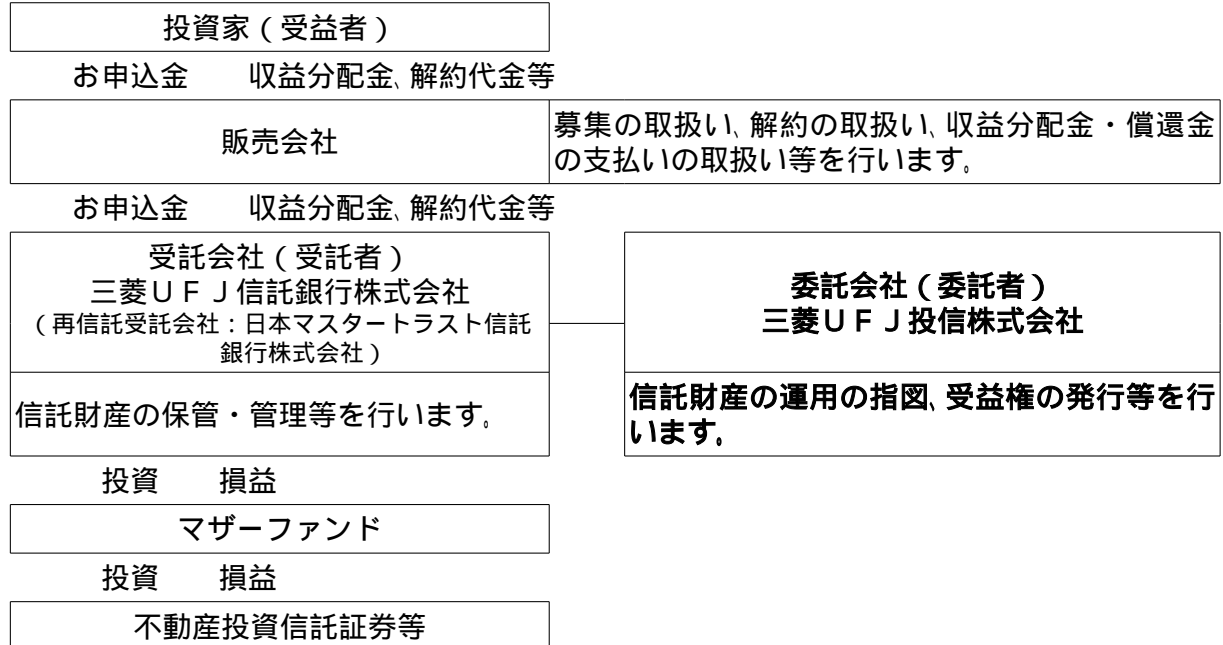 投資家(受益者)
お申込金 収益分配金、解約代金等
販売会社
募集の取扱い、解約の取扱い、収益分配金・償還金
の支払いの取扱い等を行います。
お申込金 収益分配金、解約代金等
受託会社(受託者)
三菱UFJ信託銀行株式会社
(再信託受託会社:日本マスタートラスト信託
銀行株式会社)
委託会社(委託者)
三菱UFJ投信株式会社
信託財産の保管・管理等を行います。
信託財産の運用の指図、受益権の発行等を行
います。
投資 損益
マザーファンド
投資 損益
不動産投資信託証券等